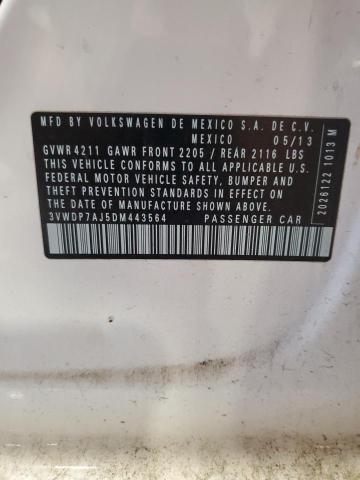 MFD BY VOLKSWAGEN DE MEXICO S.A. DE C.V.
MEXICO 05/13
GVWR 4211 GAWR FRONT 2205 / REAR 2116 LBS
THIS VEHICLE CONFORMS TO ALL APPLICABLE U.S.
FEDERAL MOTOR VEHICLE SAFETY, BUMPER AND
THEFT PREVENTION STANDARDS IN EFFECT ON
THE DATE OF MANUFACTURE SHOWN ABOVE.
3VWDP7AJ5DM443564 PASSENGER CAR
2026122 1013 M